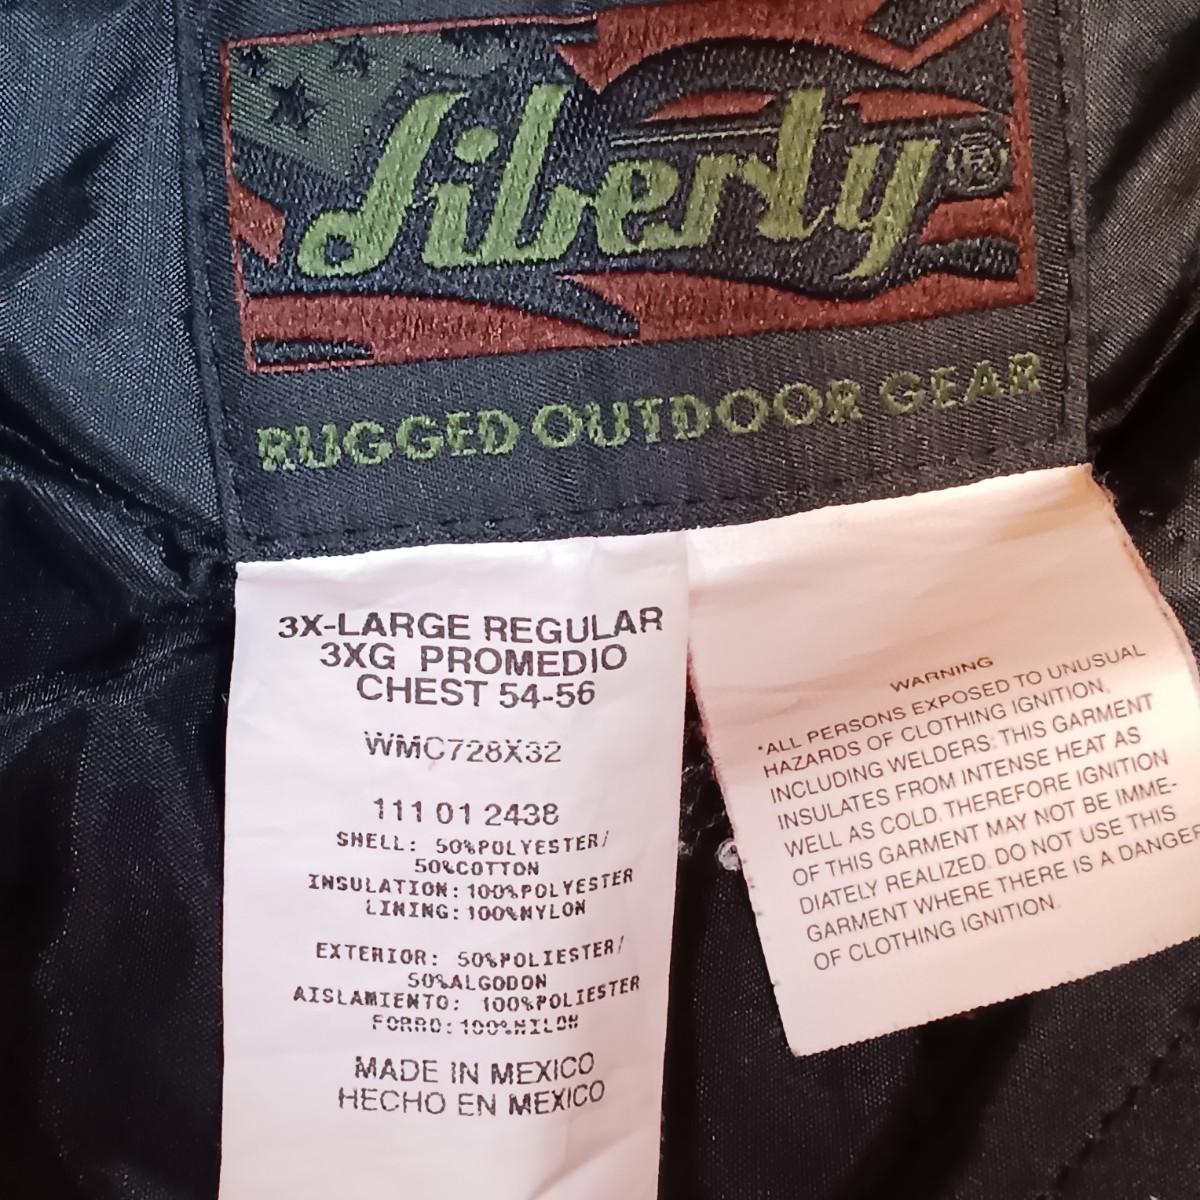 Liberty®
RUGGED OUTDOOR GEAR
3X-LARGE REGULAR
3XG PROMEDIO
CHEST 54-56
WMC728X32
111 01 2438
SHELL: 50%POLYESTER/
50%COTTON
INSULATION:100%POLYESTER
LINING:100%NYLON
EXTERIOR: 50%POLIESTER/
50%ALGODON
AISLAMIENTO: 100%POLIESTER
FORRO:100%NILON
MADE IN MEXICO
HECHO EN MEXICO
WARNING
*ALL PERSONS EXPOSED TO UNUSUAL
HAZARDS OF CLOTHING IGNITION,
INCLUDING WELDERS: THIS GARMENT
INSULATES FROM INTENSE HEAT AS
WELL AS COLD. THEREFORE IGNITION
OF THIS GARMENT MAY NOT BE IMME-
DIATELY REALIZED. DO NOT USE THIS
GARMENT WHERE THERE IS A DANGER
OF CLOTHING IGNITION.